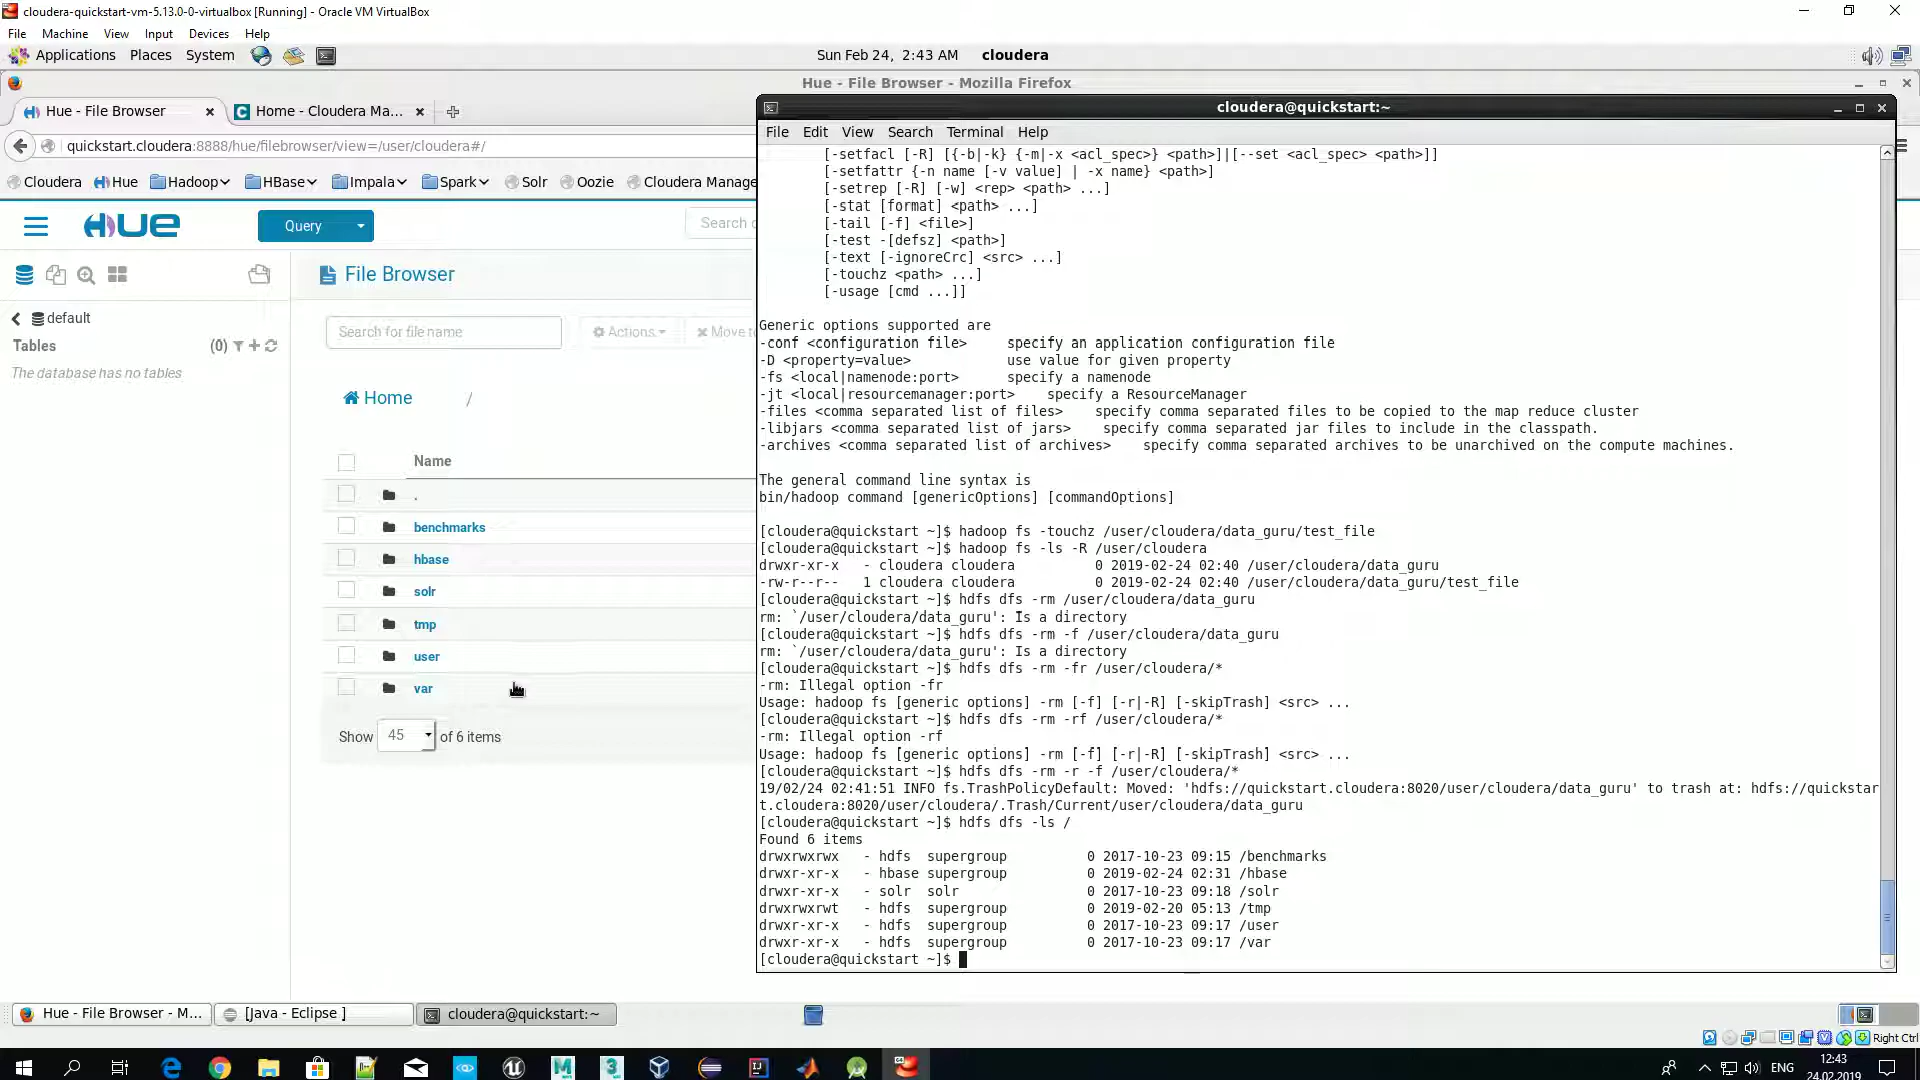 cloudera-quickstart-vm-5.13.0-0-virtualbox [Running] - Oracle VM VirtualBox
File Machine View Input Devices Help
Applications Places System Sun Feb 24, 2:43 AM cloudera
Hue - File Browser - Mozilla Firefox
Hue - File Browser Home - Cloudera Ma...
quickstart.cloudera:8888/hue/filebrowser/view=/user/cloudera#/
Cloudera Hue Hadoop HBase Impala Spark Solr Oozie Cloudera Manage
HUE Query Search
File Browser
default
Tables (0)
The database has no tables
Search for file name Actions Move to
Home /
Name
.
benchmarks
hbase
solr
tmp
user
var
Show 45 of 6 items
cloudera@quickstart:~
File Edit View Search Terminal Help
[-setfacl [-R] [{-b|-k} {-m|-x <acl_spec>} <path>]|[--set <acl_spec> <path>]]
[-setfattr {-n name [-v value] | -x name} <path>]
[-setrep [-R] [-w] <rep> <path> ...]
[-stat [format] <path> ...]
[-tail [-f] <file>]
[-test -[defsz] <path>]
[-text [-ignoreCrc] <src> ...]
[-touchz <path> ...]
[-usage [cmd ...]]
Generic options supported are
-conf <configuration file> specify an application configuration file
-D <property=value> use value for given property
-fs <local|namenode:port> specify a namenode
-jt <local|resourcemanager:port> specify a ResourceManager
-files <comma separated list of files> specify comma separated files to be copied to the map reduce cluster
-libjars <comma separated list of jars> specify comma separated jar files to include in the classpath.
-archives <comma separated list of archives> specify comma separated archives to be unarchived on the compute machines.
The general command line syntax is
bin/hadoop command [genericOptions] [commandOptions]
[cloudera@quickstart ~]$ hadoop fs -touchz /user/cloudera/data_guru/test_file
[cloudera@quickstart ~]$ hadoop fs -ls -R /user/cloudera
drwxr-xr-x - cloudera cloudera 0 2019-02-24 02:40 /user/cloudera/data_guru
-rw-r--r-- 1 cloudera cloudera 0 2019-02-24 02:40 /user/cloudera/data_guru/test_file
[cloudera@quickstart ~]$ hdfs dfs -rm /user/cloudera/data_guru
rm: `/user/cloudera/data_guru': Is a directory
[cloudera@quickstart ~]$ hdfs dfs -rm -f /user/cloudera/data_guru
rm: `/user/cloudera/data_guru': Is a directory
[cloudera@quickstart ~]$ hdfs dfs -rm -fr /user/cloudera/*
-rm: Illegal option -fr
Usage: hadoop fs [generic options] -rm [-f] [-r|-R] [-skipTrash] <src> ...
[cloudera@quickstart ~]$ hdfs dfs -rm -rf /user/cloudera/*
-rm: Illegal option -rf
Usage: hadoop fs [generic options] -rm [-f] [-r|-R] [-skipTrash] <src> ...
[cloudera@quickstart ~]$ hdfs dfs -rm -r -f /user/cloudera/*
19/02/24 02:41:51 INFO fs.TrashPolicyDefault: Moved: 'hdfs://quickstart.cloudera:8020/user/cloudera/data_guru' to trash at: hdfs://quickstar
t.cloudera:8020/user/cloudera/.Trash/Current/user/cloudera/data_guru
[cloudera@quickstart ~]$ hdfs dfs -ls /
Found 6 items
drwxrwxrwx - hdfs supergroup 0 2017-10-23 09:15 /benchmarks
drwxr-xr-x - hbase supergroup 0 2019-02-24 02:31 /hbase
drwxr-xr-x - solr solr 0 2017-10-23 09:18 /solr
drwxrwxrwt - hdfs supergroup 0 2019-02-20 05:13 /tmp
drwxr-xr-x - hdfs supergroup 0 2017-10-23 09:17 /user
drwxr-xr-x - hdfs supergroup 0 2017-10-23 09:17 /var
[cloudera@quickstart ~]$
Hue - File Browser - M... [Java - Eclipse ] cloudera@quickstart:~
Right Ctrl
ENG 12:43
24.02.2019